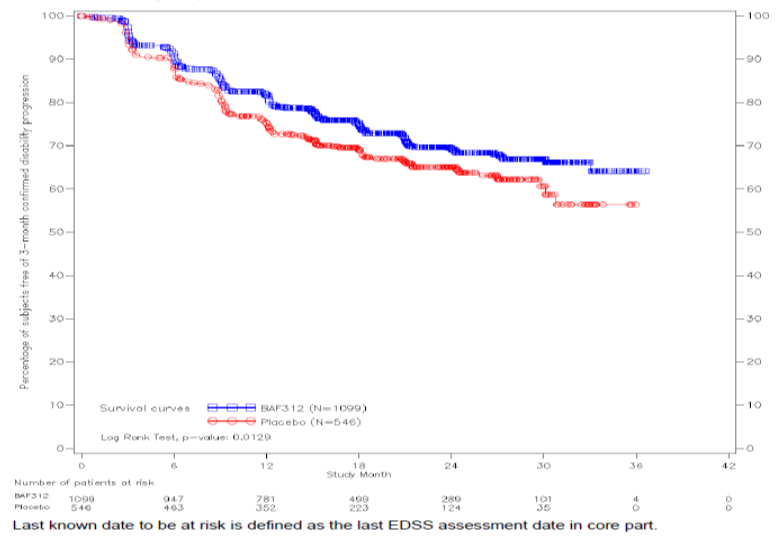 Percentage of subjects free of 3-month confirmed disability progression
100 100
90 90
80 80
70 70
60 60
50 50
40 40
30 30
20 20
10 10
0 0
Survival curves BAF312 (N=1099)
Placebo (N=546)
Log Rank Test, p-value: 0.0129
0 6 12 18 24 30 36 42
Study Month
Number of patients at risk
BAF312 1099 947 781 499 289 101 4 0
Placebo 546 463 352 223 124 35 0 0
Last known date to be at risk is defined as the last EDSS assessment date in core part.